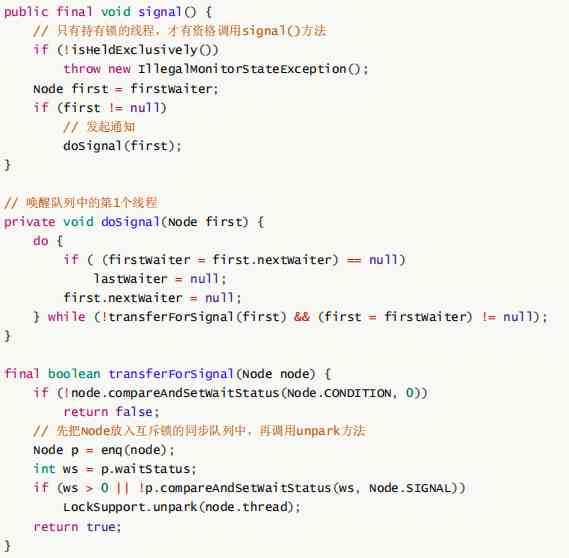 public final void signal() {
    // 只有持有锁的线程，才有资格调用signal()方法
    if (!isHeldExclusively())
        throw new IllegalMonitorStateException();
    Node first = firstWaiter;
    if (first != null)
        // 发起通知
        doSignal(first);
}

// 唤醒队列中的第1个线程
private void doSignal(Node first) {
    do {
        if ( (firstWaiter = first.nextWaiter) == null)
            lastWaiter = null;
        first.nextWaiter = null;
    } while (!transferForSignal(first) && (first = firstWaiter) != null);
}

final boolean transferForSignal(Node node) {
    if (!node.compareAndSetWaitStatus(Node.CONDITION, 0))
        return false;
    // 先把Node放入互斥锁的同步队列中，再调用unpark方法
    Node p = enq(node);
    int ws = p.waitStatus;
    if (ws > 0 || !p.compareAndSetWaitStatus(ws, Node.SIGNAL))
        LockSupport.unpark(node.thread);
    return true;
}